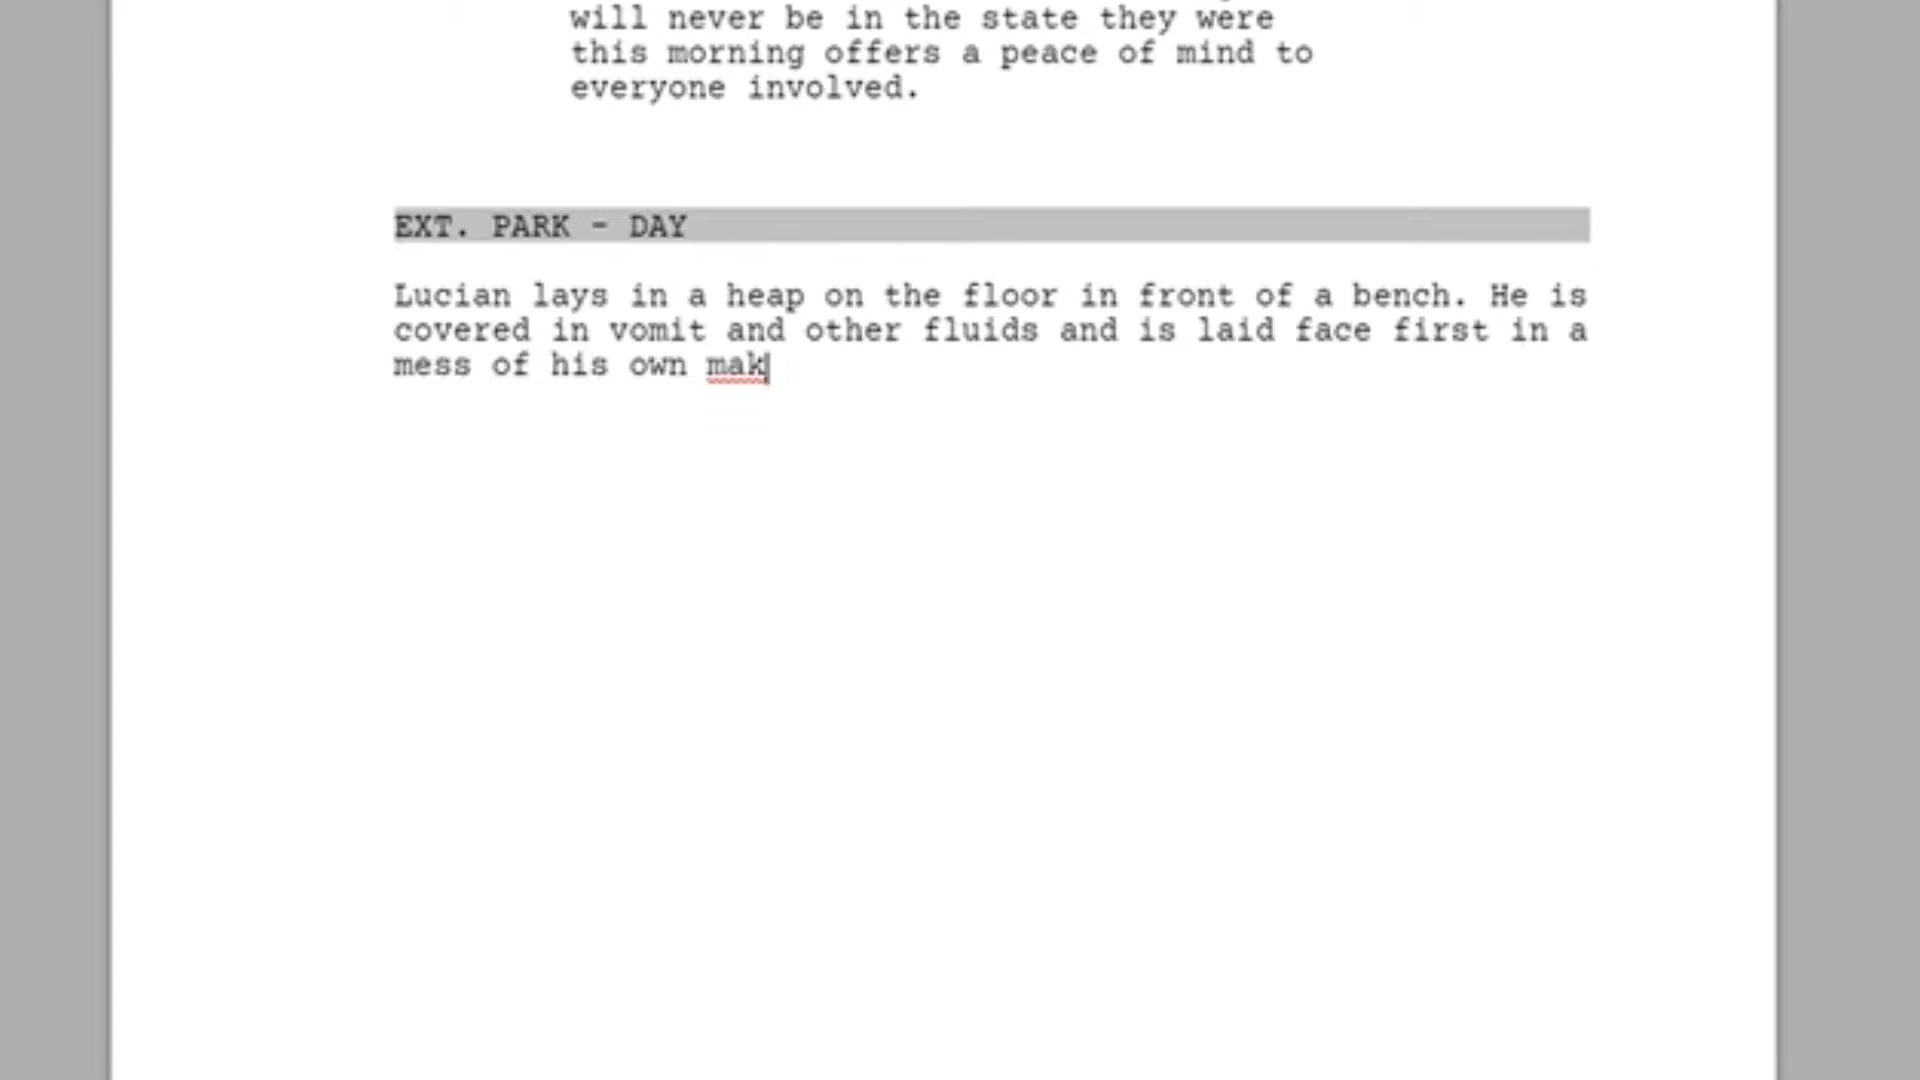 will never be in the state they were
this morning offers a peace of mind to
everyone involved.
EXT. PARK - DAY
Lucian lays in a heap on the floor in front of a bench. He is
covered in vomit and other fluids and is laid face first in a
mess of his own mak